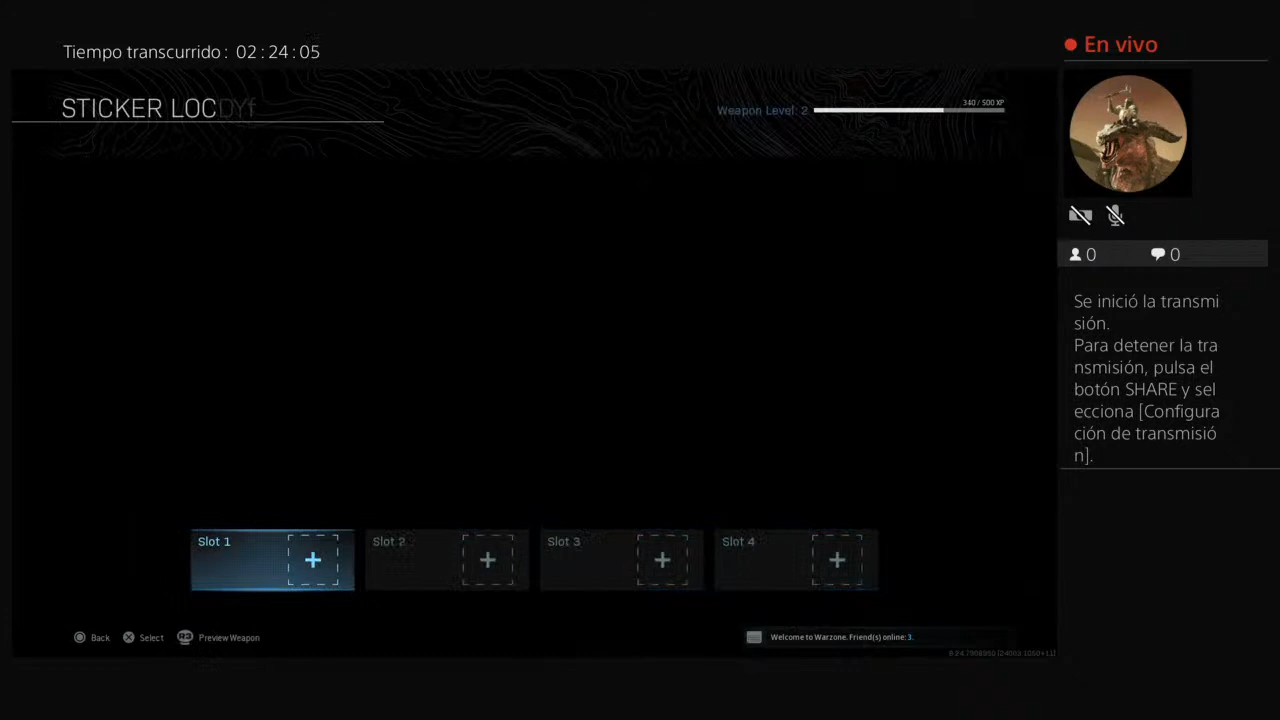 Tiempo transcurrido: 02:24:05
En vivo
STICKER LOCDYf
Weapon Level: 2
340 / 500 XP
0
0
Se inició la transmi
sión.
Para detener la tra
nsmisión, pulsa el
botón SHARE y sel
ecciona [Configura
ción de transmisió
n].
Slot 1
Slot 2
Slot 3
Slot 4
Back
Select
R3
Preview Weapon
Welcome to Warzone. Friend(s) online: 3.